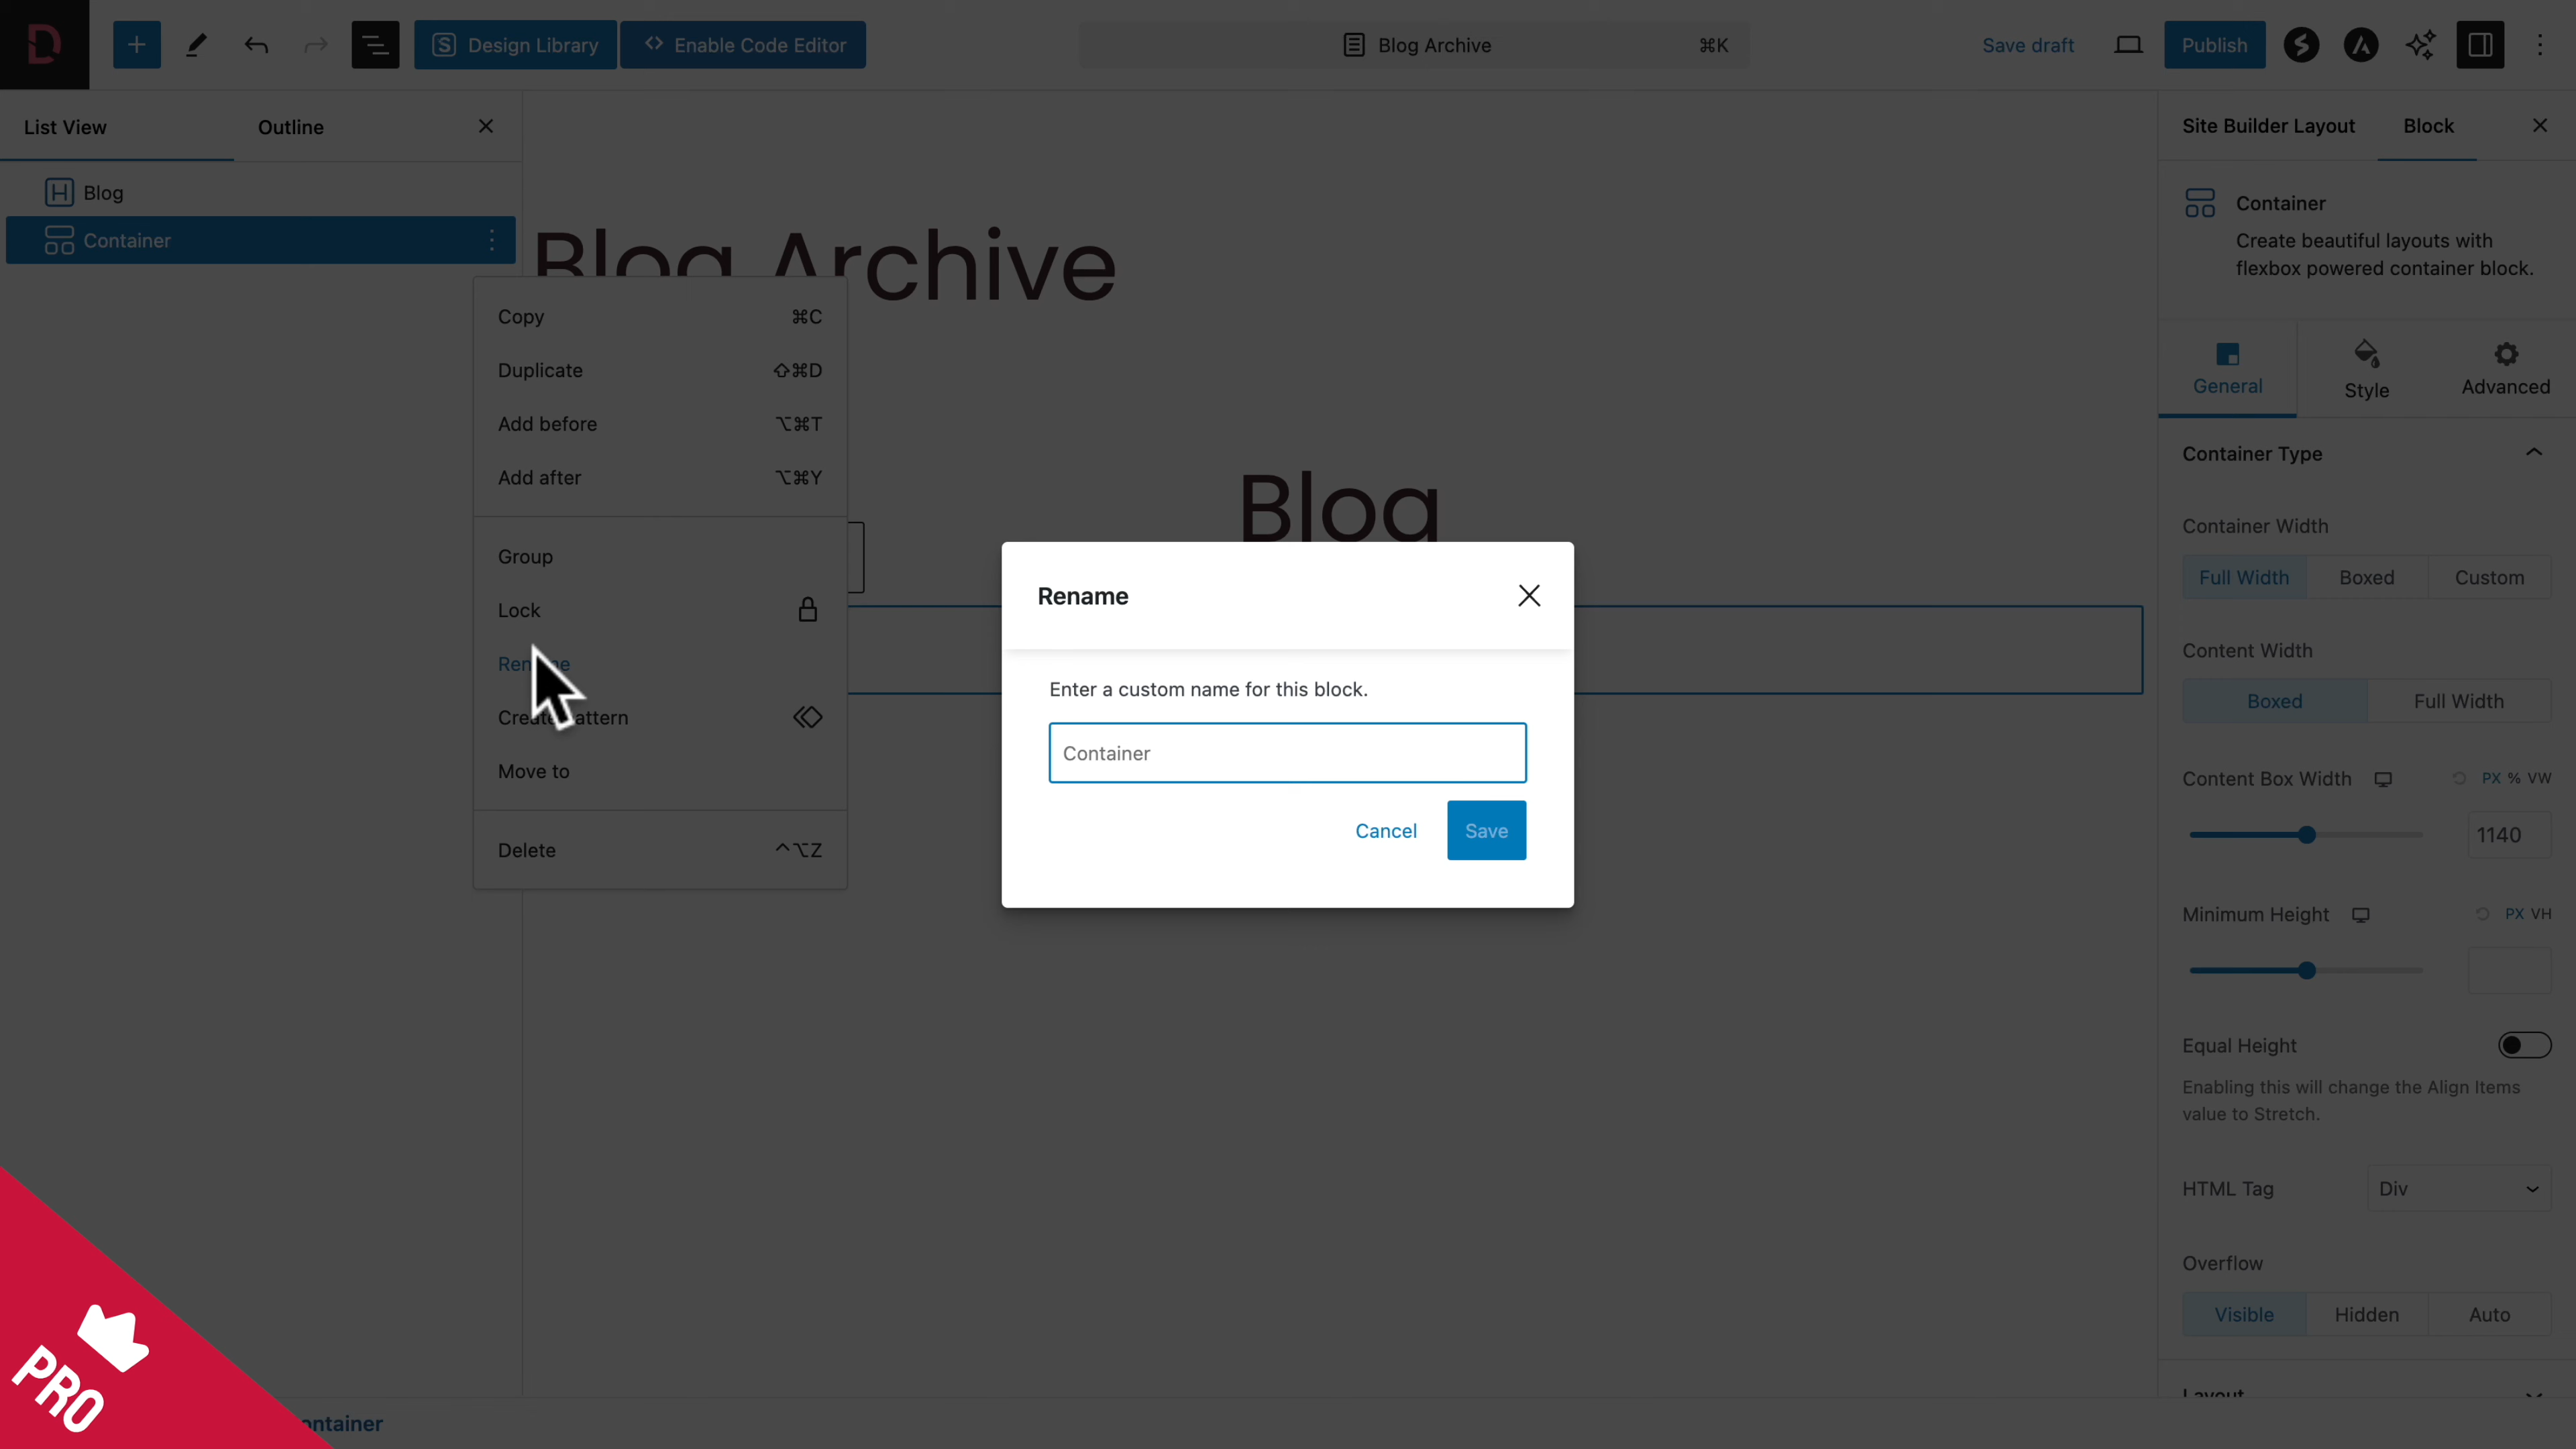 Design Library
Enable Code Editor
Blog Archive
⌘K
Save draft
Publish
List View
Outline
Blog
Container
Blog Archive
Copy ⌘C
Duplicate ⇧⌘D
Add before ⌥⌘T
Add after ⌥⌘Y
Group
Lock
Create
Move to
Delete ⌃⌥Z
Blog
Rename
Enter a custom name for this block.
Container
Cancel
Save
Site Builder Layout
Block
Container
Create beautiful layouts with
flexbox powered container block.
General
Style
Advanced
Container Type
Container Width
Full Width
Boxed
Custom
Content Width
Boxed
Full Width
Content Box Width
PX % VW
1140
Minimum Height
PX VH
Equal Height
Enabling this will change the Align Items
value to Stretch.
HTML Tag
Div
Overflow
Visible
Hidden
Auto
Layout
PRO